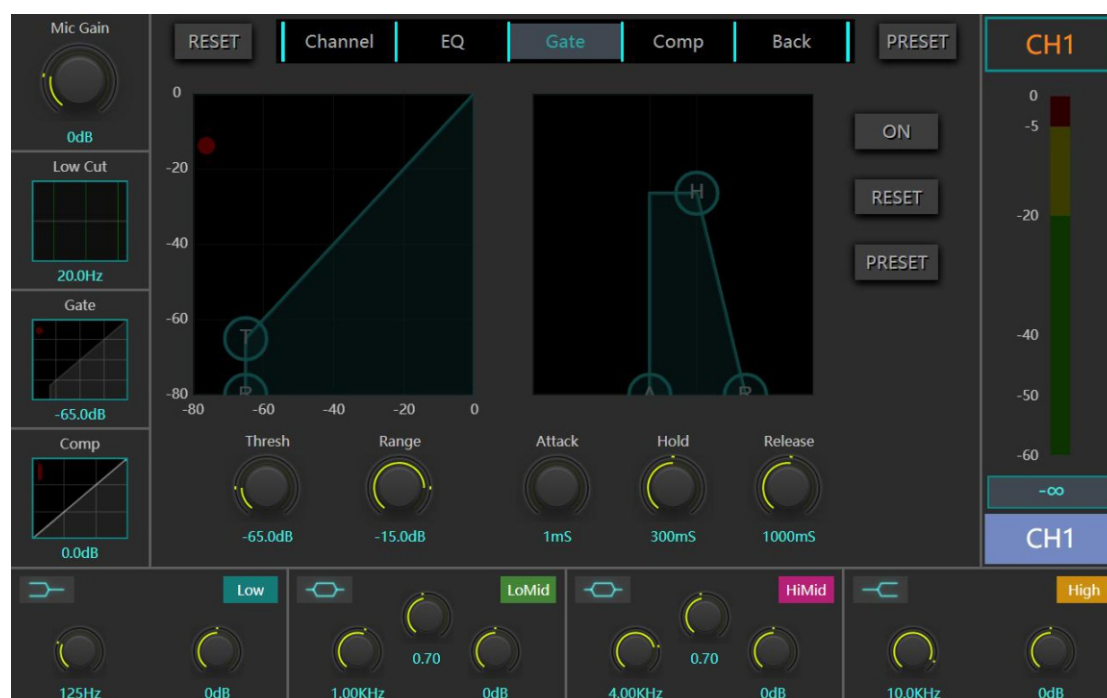 Mic Gain
0dB
Low Cut
20.0Hz
Gate
-65.0dB
Comp
0.0dB
RESET Channel EQ Gate Comp Back PRESET
0
-20
-40
-60
-80
-80 -60 -40 -20 0
T
R
H
A R
ON
RESET
PRESET
Thresh Range Attack Hold Release
-65.0dB -15.0dB 1mS 300mS 1000mS
CH1
0
-5
-20
-40
-50
-60
-∞
CH1
Low
125Hz 0dB
LoMid
0.70
1.00KHz 0dB
HiMid
0.70
4.00KHz 0dB
High
10.0KHz 0dB